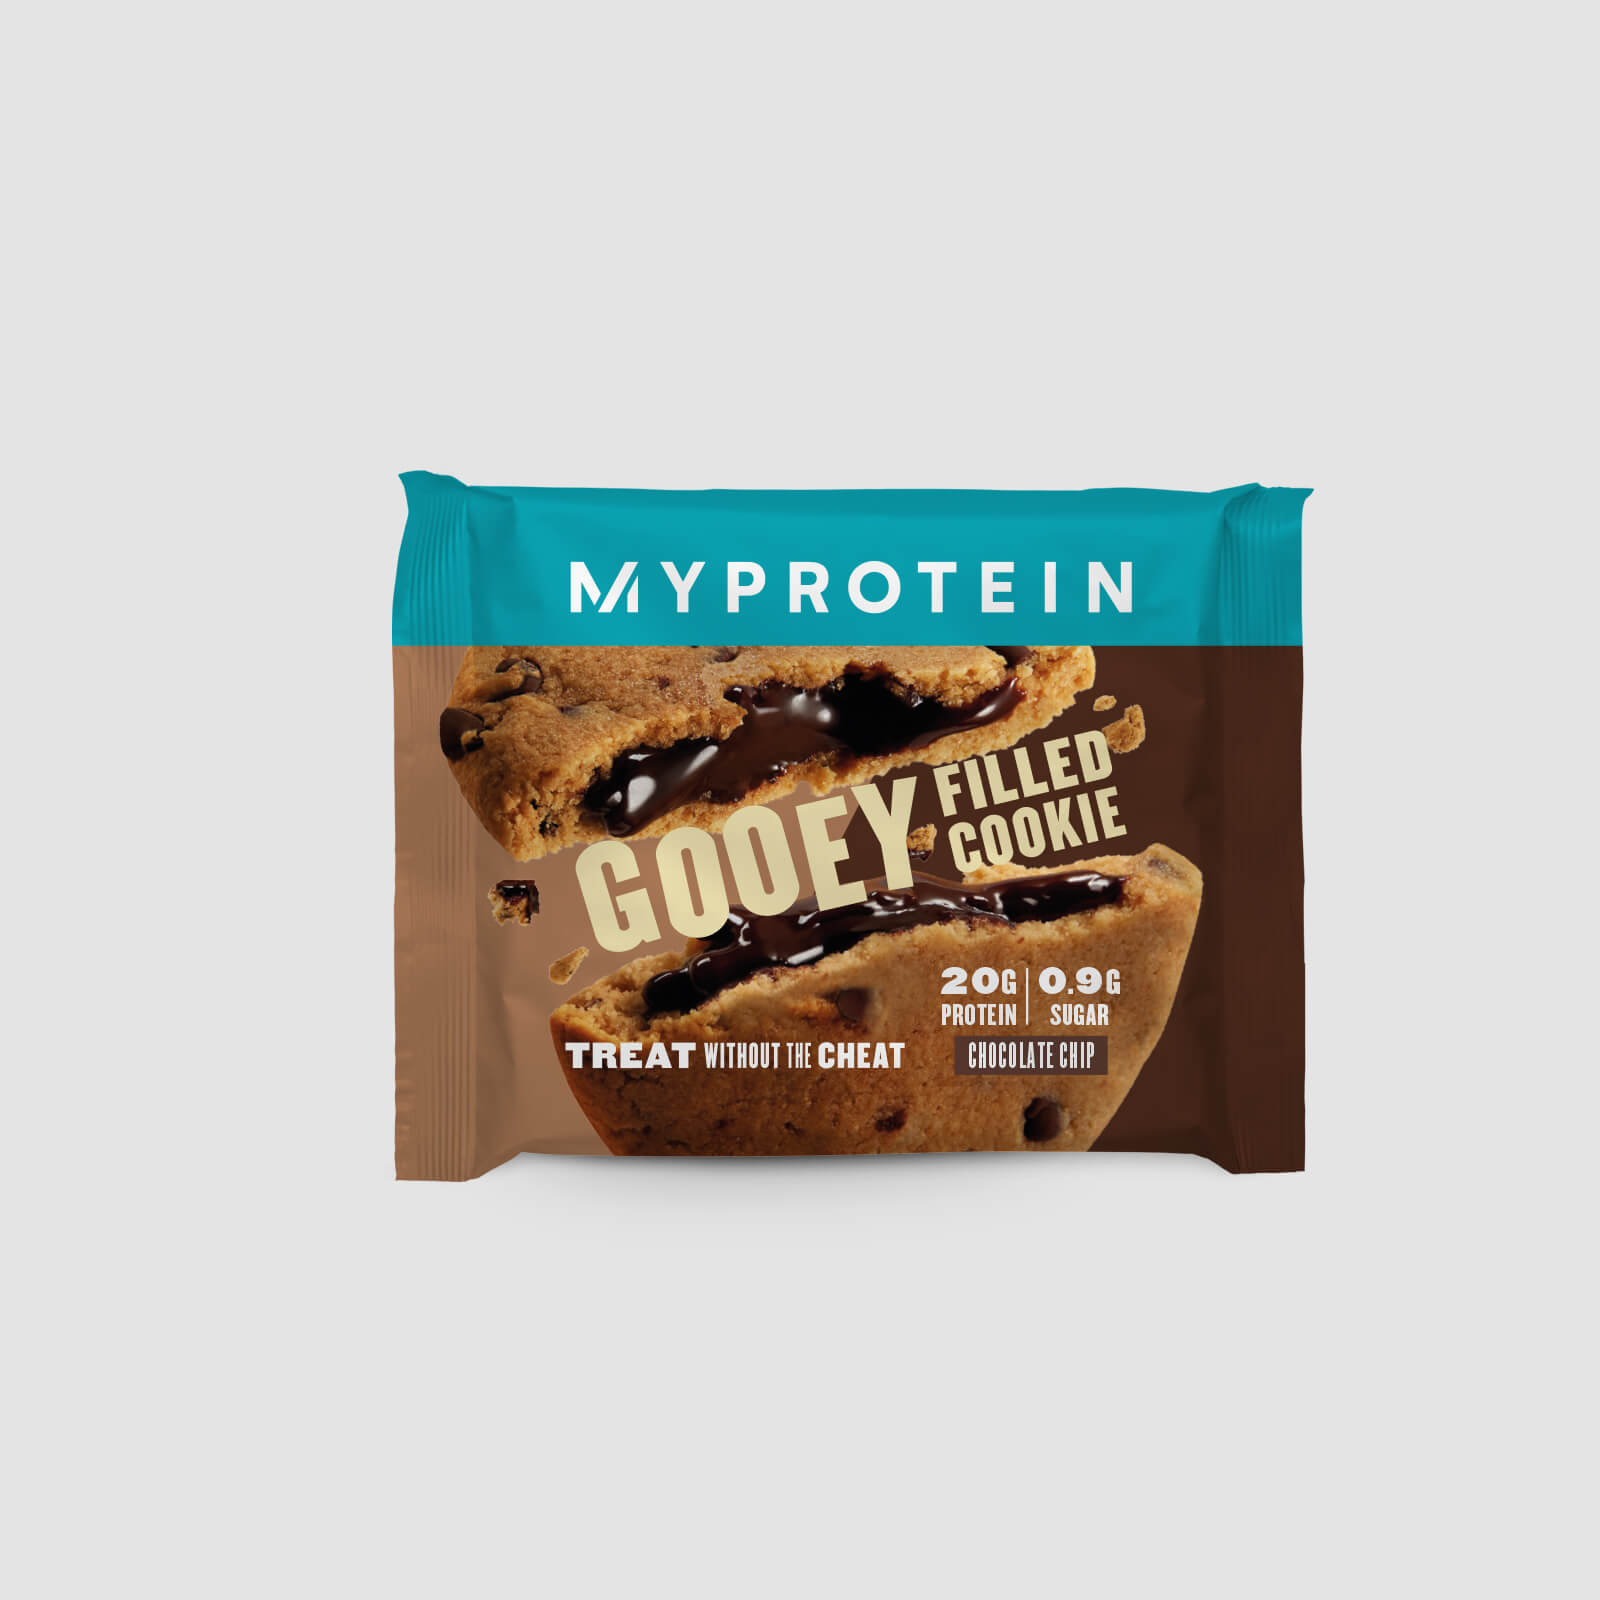 MYPROTEIN
GOOEY FILLED
COOKIE
20G PROTEIN | 0.9G SUGAR
TREAT WITHOUT THE CHEAT
CHOCOLATE CHIP